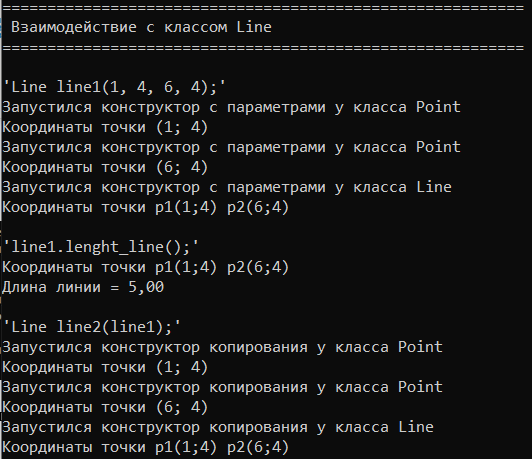 =========================================================
Взаимодействие с классом Line
=========================================================
'Line line1(1, 4, 6, 4);'
Запустился конструктор с параметрами у класса Point
Координаты точки (1; 4)
Запустился конструктор с параметрами у класса Point
Координаты точки (6; 4)
Запустился конструктор с параметрами у класса Line
Координаты точки p1(1;4) p2(6;4)
'line1.lenght_line();'
Координаты точки p1(1;4) p2(6;4)
Длина линии = 5,00
'Line line2(line1);'
Запустился конструктор копирования у класса Point
Координаты точки (1; 4)
Запустился конструктор копирования у класса Point
Координаты точки (6; 4)
Запустился конструктор копирования у класса Line
Координаты точки p1(1;4) p2(6;4)